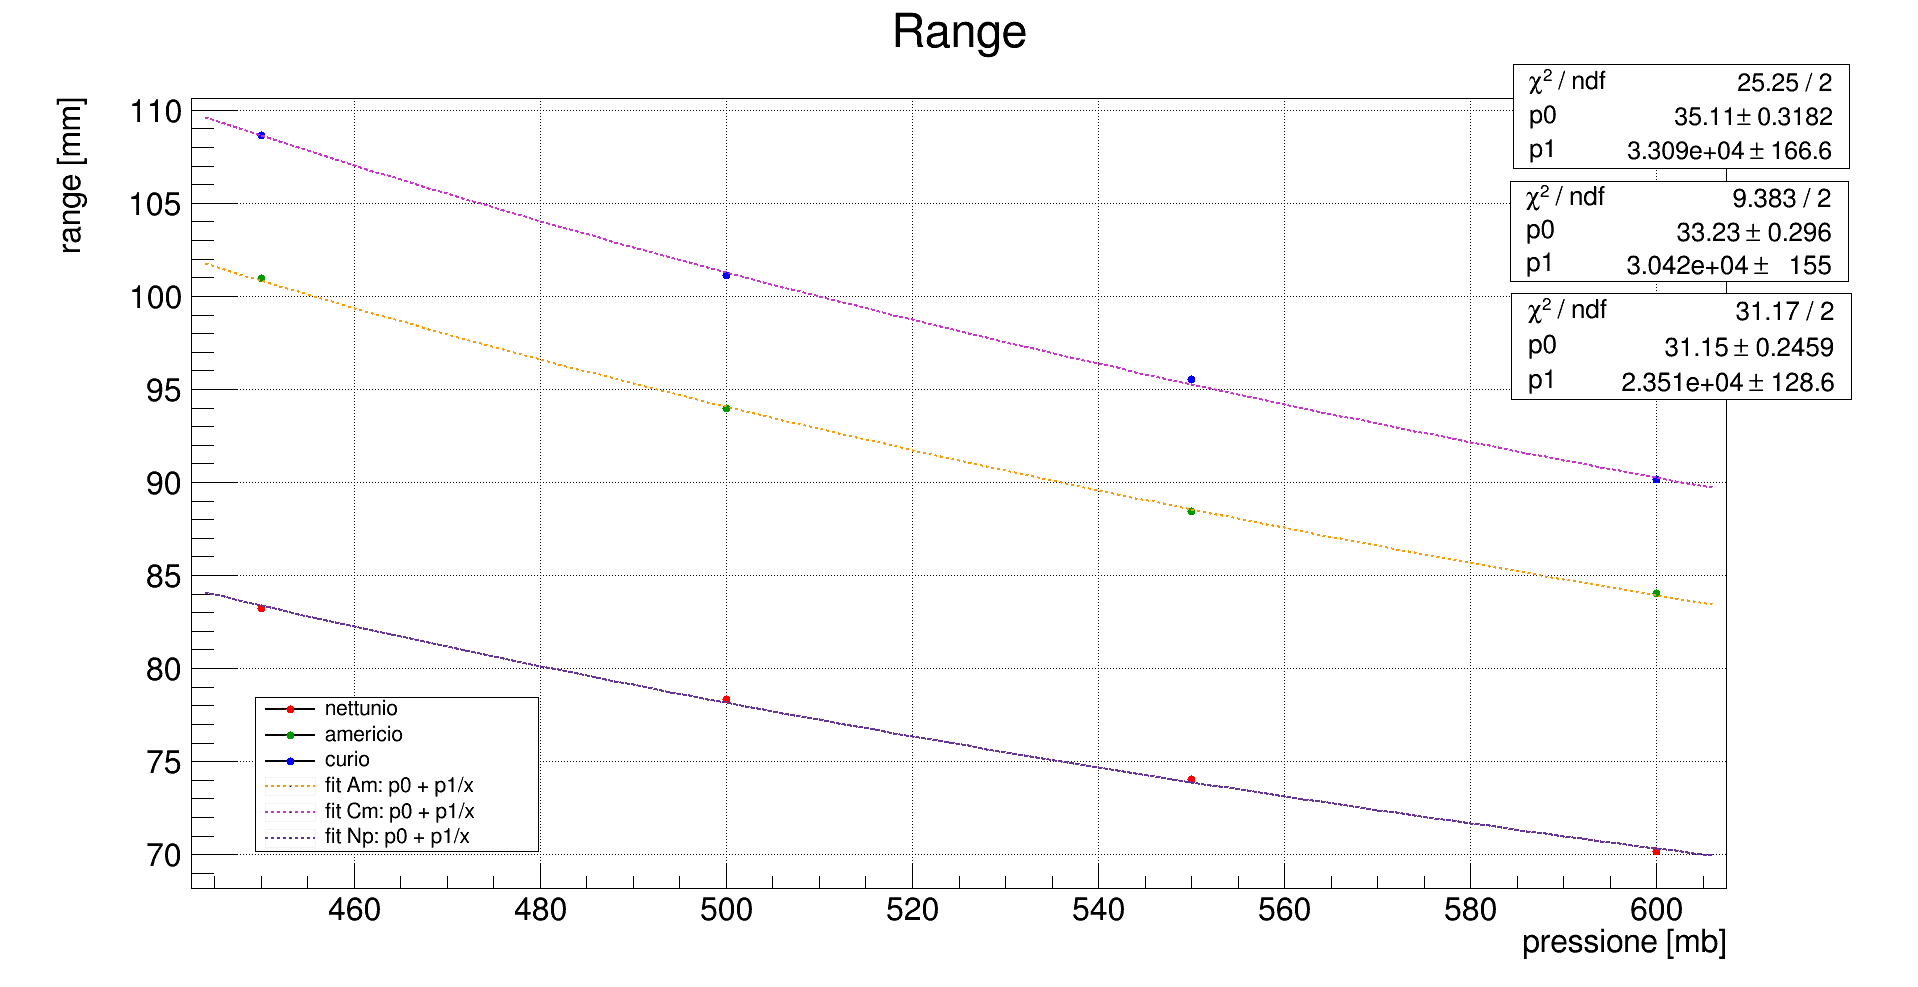 Range
range [mm]
110
105
100
95
90
85
80
75
70
χ² / ndf 25.25 / 2
p0 35.11± 0.3182
p1 3.309e+04 ± 166.6
χ² / ndf 9.383 / 2
p0 33.23 ± 0.296
p1 3.042e+04 ± 155
χ² / ndf 31.17 / 2
p0 31.15 ± 0.2459
p1 2.351e+04 ± 128.6
nettunio
americio
curio
fit Am: p0 + p1/x
fit Cm: p0 + p1/x
fit Np: p0 + p1/x
460 480 500 520 540 560 580 600
pressione [mb]